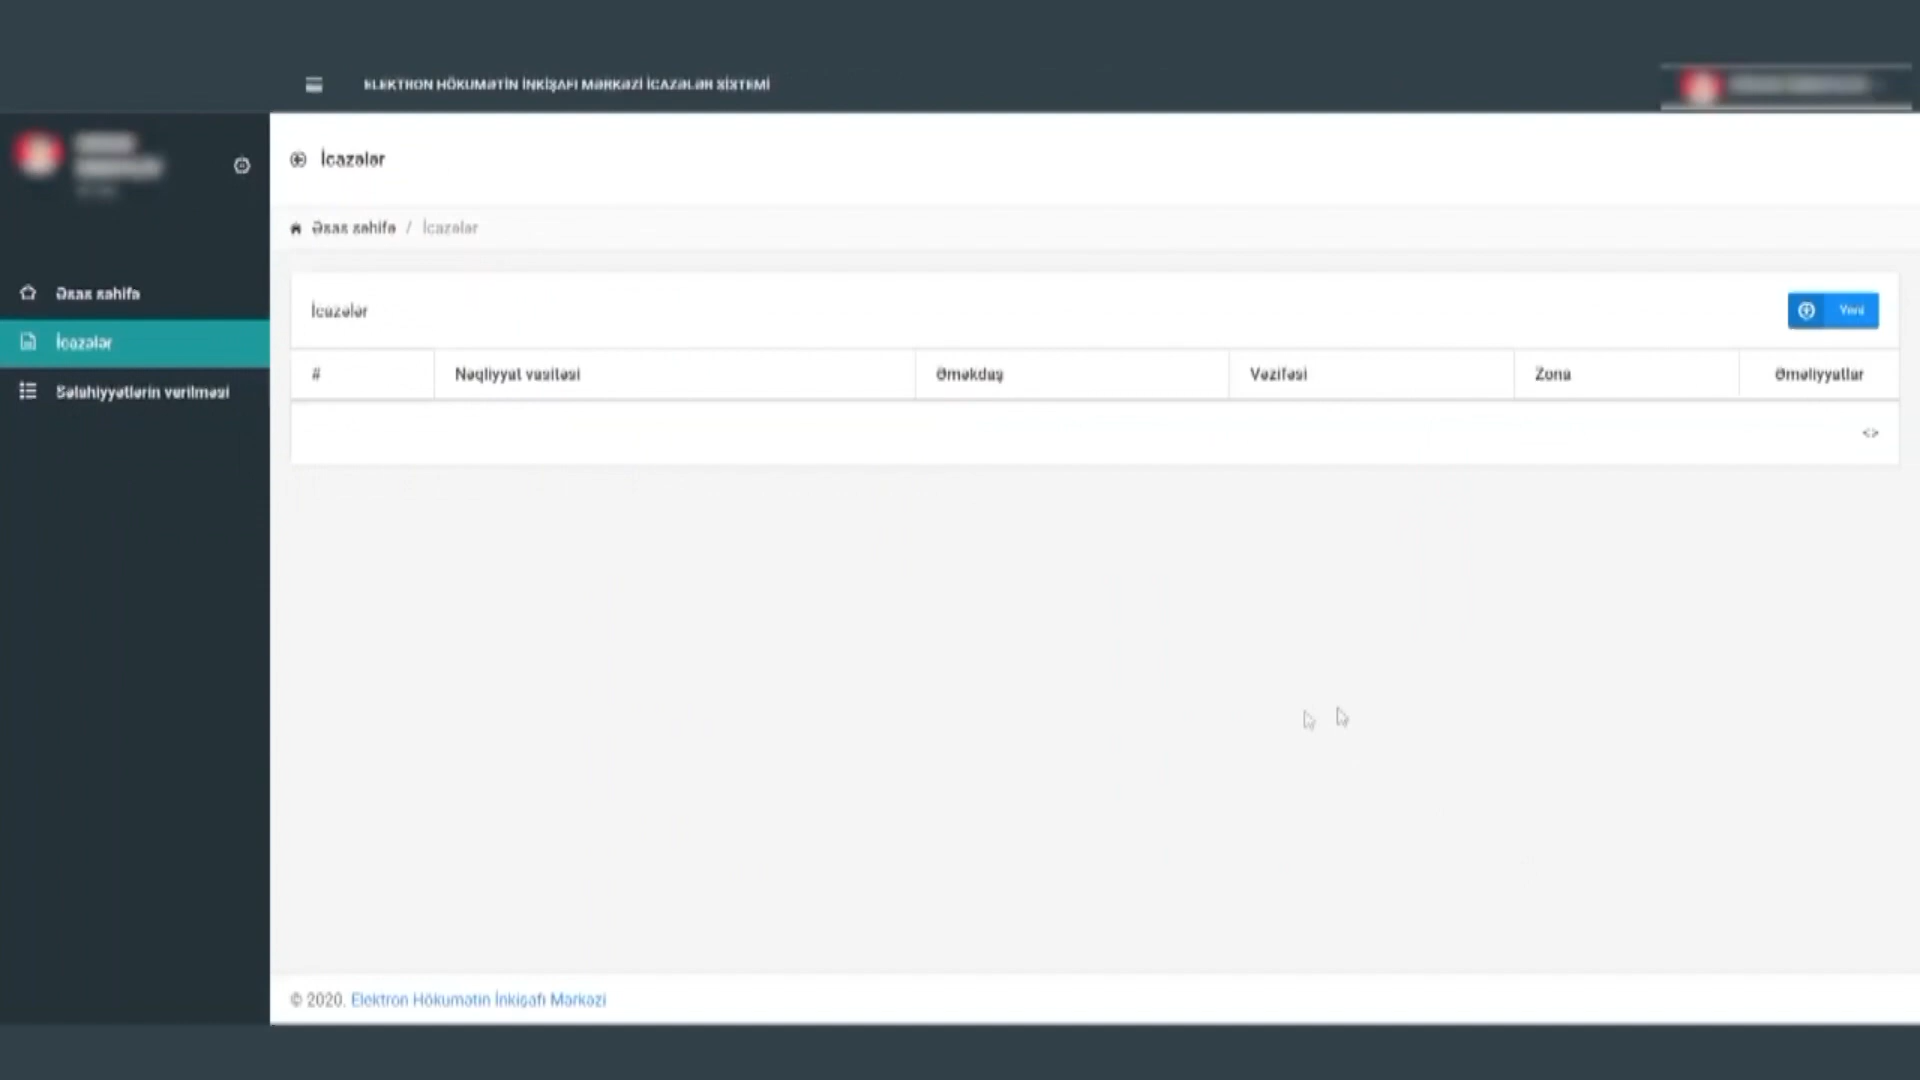 ELEKTRON HÖKUMƏTİN İNKİŞAFI MƏRKƏZİ İCAZƏLƏR SİSTEMİ
İcazələr
Əsas səhifə / İcazələr
Əsas səhifə
İcazələr
Səlahiyyətlərin verilməsi
İcazələr
Yeni
# Nəqliyyat vasitəsi Əməkdaş Vəzifəsi Zona Əməliyyatlar
<>
© 2020. Elektron Hökumətin İnkişafı Mərkəzi